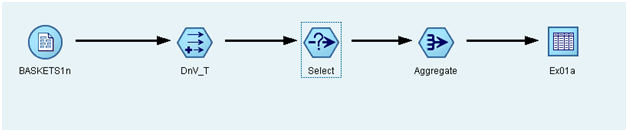 BASKETS1n
DnV_T
Select
Aggregate
Ex01a